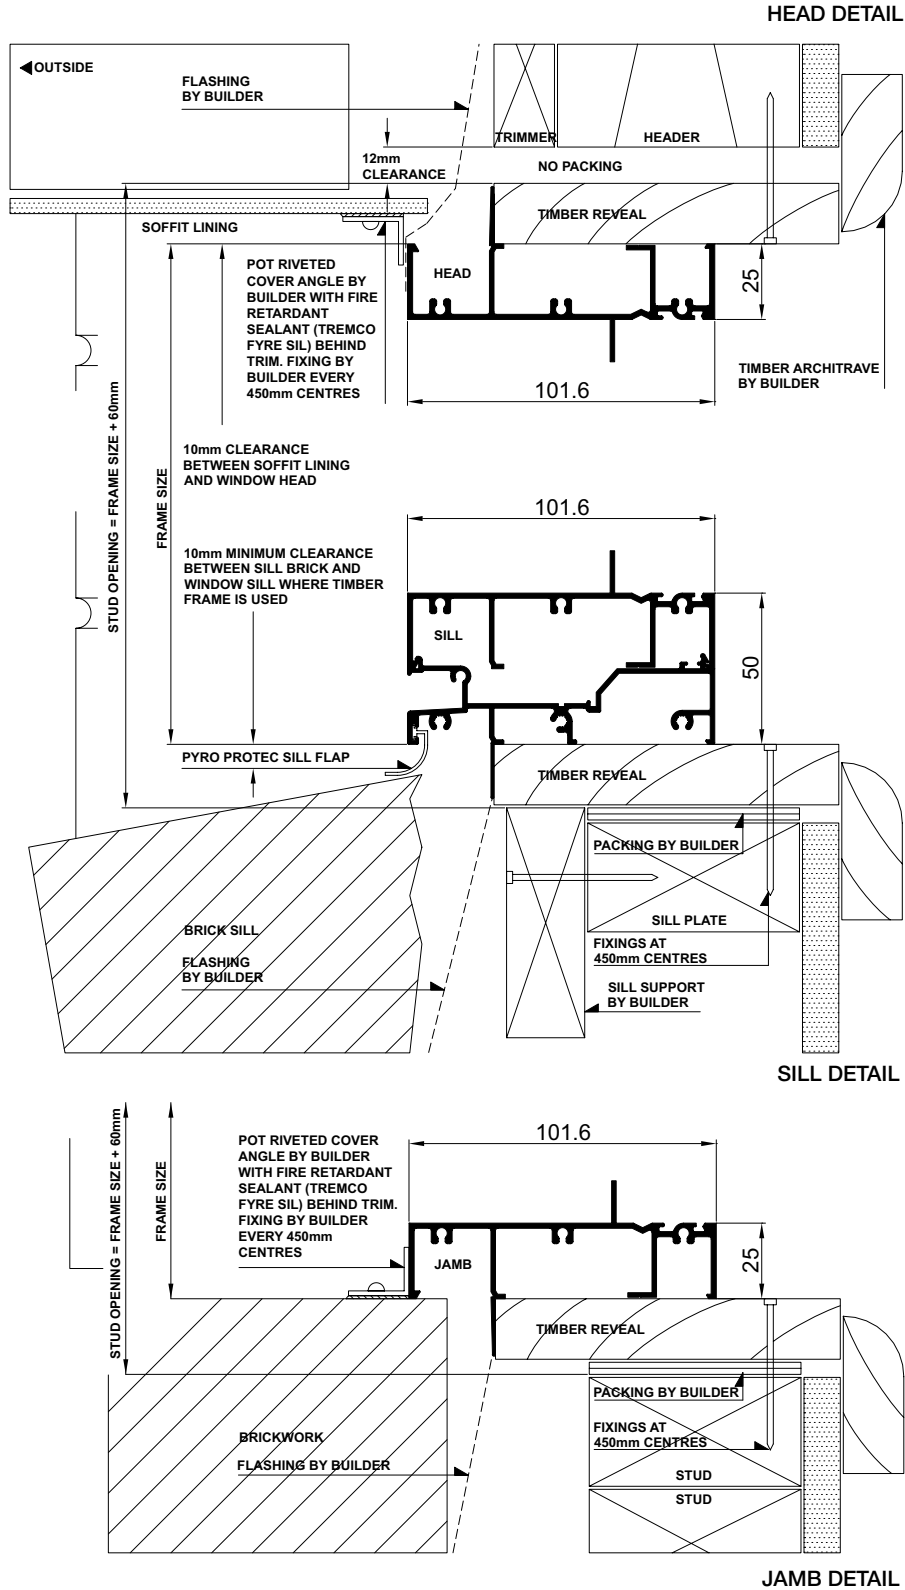 HEAD DETAIL
OUTSIDE
FLASHING
BY BUILDER
TRIMMER
HEADER
12mm
CLEARANCE
NO PACKING
SOFFIT LINING
TIMBER REVEAL
POT RIVETED
COVER ANGLE BY
BUILDER WITH FIRE
RETARDANT
SEALANT (TREMCO
FYRE SIL) BEHIND
TRIM. FIXING BY
BUILDER EVERY
450mm CENTRES
HEAD
25
101.6
TIMBER ARCHITRAVE
BY BUILDER
STUD OPENING = FRAME SIZE + 60mm
FRAME SIZE
10mm CLEARANCE
BETWEEN SOFFIT LINING
AND WINDOW HEAD
10mm MINIMUM CLEARANCE
BETWEEN SILL BRICK AND
WINDOW SILL WHERE TIMBER
FRAME IS USED
101.6
SILL
50
PYRO PROTEC SILL FLAP
TIMBER REVEAL
PACKING BY BUILDER
SILL PLATE
BRICK SILL
FLASHING
BY BUILDER
FIXINGS AT
450mm CENTRES
SILL SUPPORT
BY BUILDER
SILL DETAIL
STUD OPENING = FRAME SIZE + 60mm
FRAME SIZE
POT RIVETED COVER
ANGLE BY BUILDER
WITH FIRE RETARDANT
SEALANT (TREMCO
FYRE SIL) BEHIND TRIM.
FIXING BY BUILDER
EVERY 450mm
CENTRES
101.6
JAMB
25
TIMBER REVEAL
PACKING BY BUILDER
BRICKWORK
FLASHING BY BUILDER
FIXINGS AT
450mm CENTRES
STUD
STUD
JAMB DETAIL